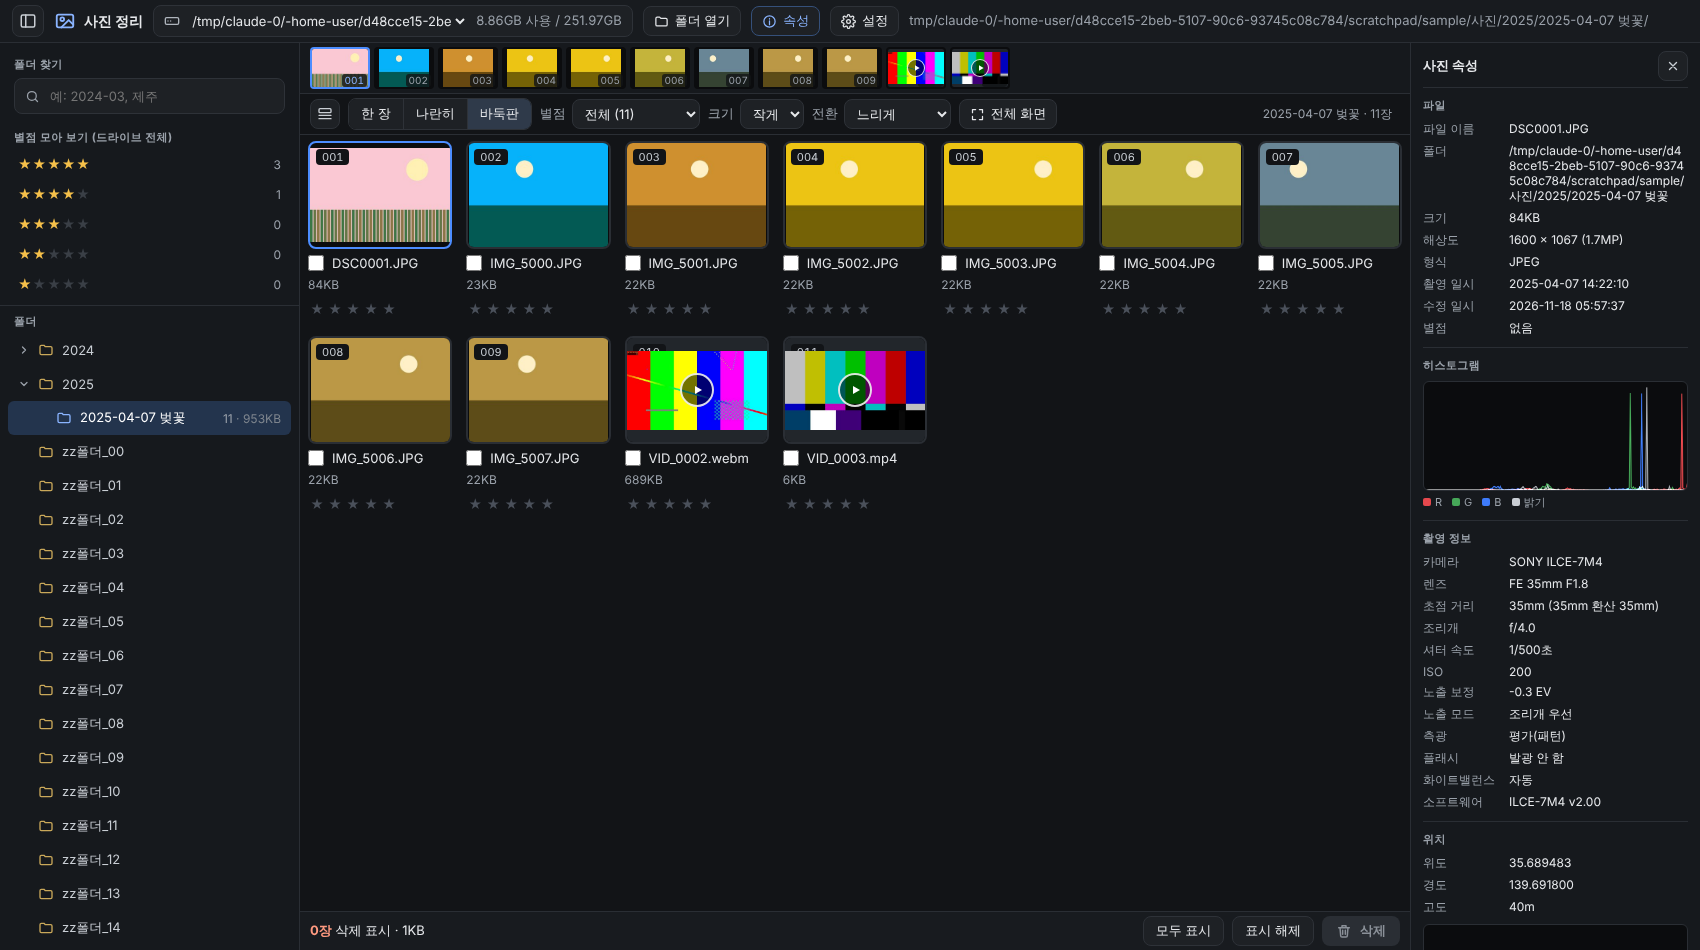 사진 정리
/tmp/claude-0/-home-user/d48cce15-2be
8.86GB 사용 / 251.97GB
폴더 열기
속성
설정
tmp/claude-0/-home-user/d48cce15-2beb-5107-90c6-93745c08c784/scratchpad/sample/사진/2025/2025-04-07 벚꽃/
폴더 찾기
예: 2024-03, 제주
별점 모아 보기 (드라이브 전체)
★★★★★ 3
★★★★★ 1
★★★★★ 0
★★★★★ 0
★★★★★ 0
폴더
2024
2025
2025-04-07 벚꽃 11 · 953KB
zz폴더_00
zz폴더_01
zz폴더_02
zz폴더_03
zz폴더_04
zz폴더_05
zz폴더_06
zz폴더_07
zz폴더_08
zz폴더_09
zz폴더_10
zz폴더_11
zz폴더_12
zz폴더_13
zz폴더_14
001 002 003 004 005 006 007 008 009
한 장 나란히 바둑판 별점 전체 (11) 크기 작게 전환 느리게 전체 화면 2025-04-07 벚꽃 · 11장
001 002 003 004 005 006 007
DSC0001.JPG IMG_5000.JPG IMG_5001.JPG IMG_5002.JPG IMG_5003.JPG IMG_5004.JPG IMG_5005.JPG
84KB 23KB 22KB 22KB 22KB 22KB 22KB
★★★★★ ★★★★★ ★★★★★ ★★★★★ ★★★★★ ★★★★★ ★★★★★
008 009
IMG_5006.JPG IMG_5007.JPG VID_0002.webm VID_0003.mp4
22KB 22KB 689KB 6KB
★★★★★ ★★★★★ ★★★★★ ★★★★★
0장 삭제 표시 · 1KB
모두 표시 표시 해제 삭제
사진 속성
파일
파일 이름 DSC0001.JPG
폴더 /tmp/claude-0/-home-user/d4
8cce15-2beb-5107-90c6-9374
5c08c784/scratchpad/sample/
사진/2025/2025-04-07 벚꽃
크기 84KB
해상도 1600 × 1067 (1.7MP)
형식 JPEG
촬영 일시 2025-04-07 14:22:10
수정 일시 2026-11-18 05:57:37
별점 없음
히스토그램
R G B 밝기
촬영 정보
카메라 SONY ILCE-7M4
렌즈 FE 35mm F1.8
초점 거리 35mm (35mm 환산 35mm)
조리개 f/4.0
셔터 속도 1/500초
ISO 200
노출 보정 -0.3 EV
노출 모드 조리개 우선
측광 평가(패턴)
플래시 발광 안 함
화이트밸런스 자동
소프트웨어 ILCE-7M4 v2.00
위치
위도 35.689483
경도 139.691800
고도 40m